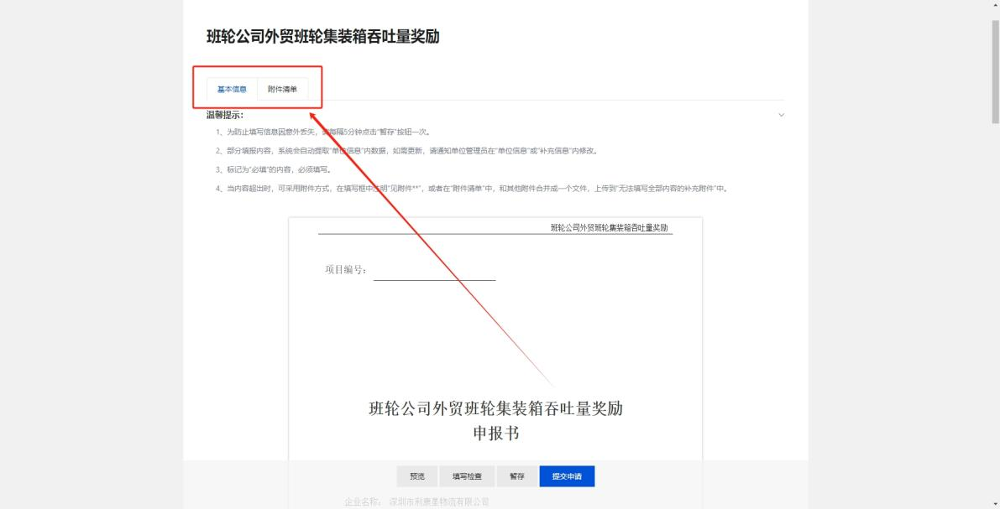 班轮公司外贸班轮集装箱吞吐量奖励
基本信息 附件清单
温馨提示：
1、为防止填写信息因意外丢失，请每隔5分钟点击“暂存”按钮一次。
2、部分填报内容，系统会自动提取“单位信息”内数据，如需更新，请通知单位管理员在“单位信息”或“补充信息”内修改。
3、标记为“必填”的内容，必须填写。
4、当内容超出时，可采用附件方式，在填写框中注明“见附件**”，或者在“附件清单”中，和其他附件合并成一个文件，上传到“无法填写全部内容的补充附件”中。
班轮公司外贸班轮集装箱吞吐量奖励
项目编号：
班轮公司外贸班轮集装箱吞吐量奖励
申报书
预览 填写检查 暂存 提交申请
企业名称： 深圳市利康星物流有限公司